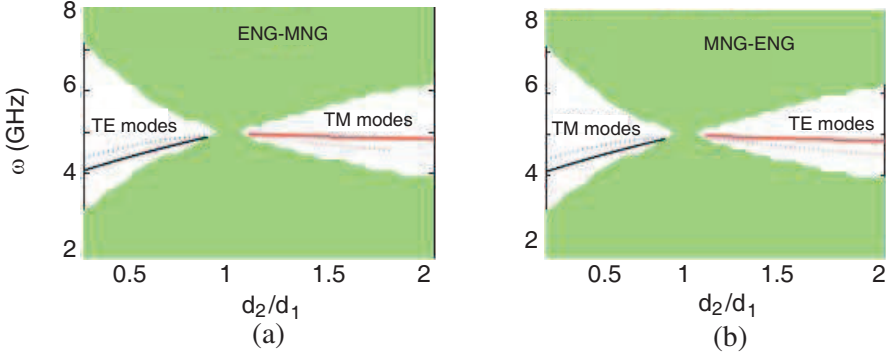 8
ENG-MNG
6
TE modes
TM modes
4
2
ω (GHz)
0.5 1 1.5 2
d2/d1
(a)
8
MNG-ENG
6
TM modes
TE modes
4
2
0.5 1 1.5 2
d2/d1
(b)